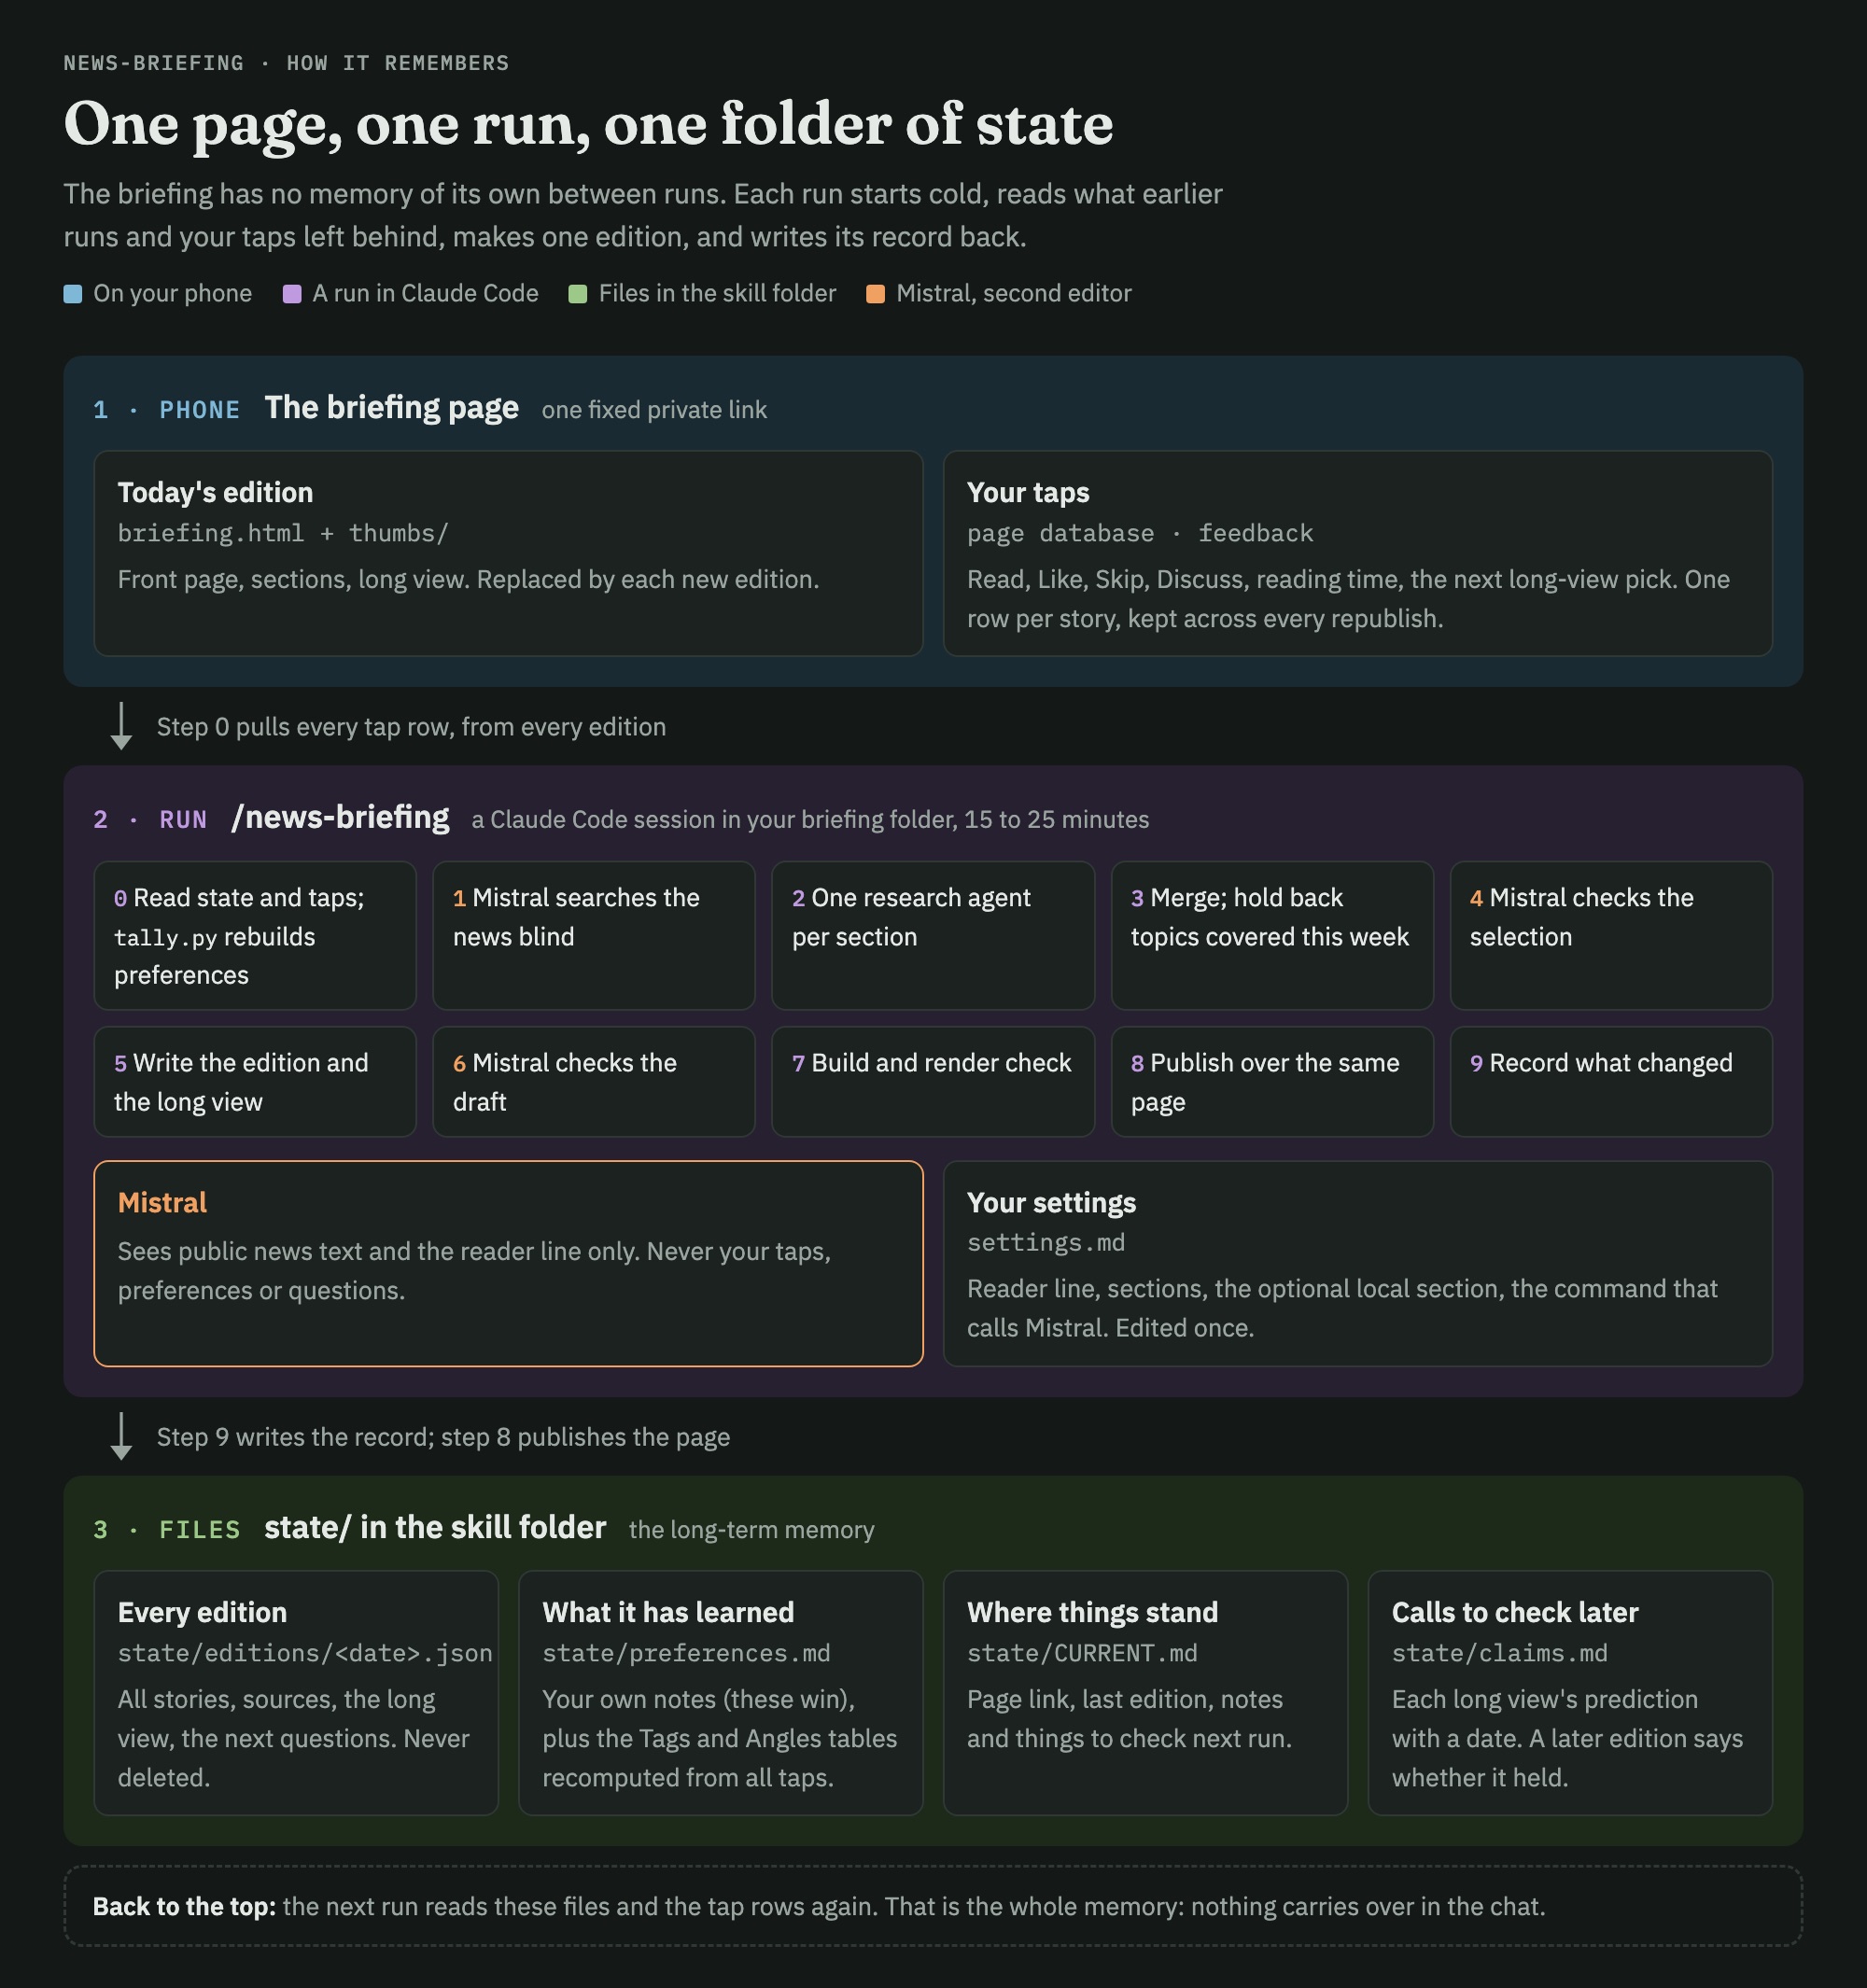 NEWS-BRIEFING · HOW IT REMEMBERS
One page, one run, one folder of state
The briefing has no memory of its own between runs. Each run starts cold, reads what earlier
runs and your taps left behind, makes one edition, and writes its record back.
On your phone
A run in Claude Code
Files in the skill folder
Mistral, second editor
1 · PHONE The briefing page one fixed private link
Today's edition
briefing.html + thumbs/
Front page, sections, long view. Replaced by each new edition.
Your taps
page database · feedback
Read, Like, Skip, Discuss, reading time, the next long-view pick. One
row per story, kept across every republish.
Step 0 pulls every tap row, from every edition
2 · RUN /news-briefing a Claude Code session in your briefing folder, 15 to 25 minutes
0 Read state and taps;
tally.py rebuilds
preferences
1 Mistral searches the
news blind
2 One research agent
per section
3 Merge; hold back
topics covered this week
4 Mistral checks the
selection
5 Write the edition and
the long view
6 Mistral checks the
draft
7 Build and render check
8 Publish over the same
page
9 Record what changed
Mistral
Sees public news text and the reader line only. Never your taps,
preferences or questions.
Your settings
settings.md
Reader line, sections, the optional local section, the command that
calls Mistral. Edited once.
Step 9 writes the record; step 8 publishes the page
3 · FILES state/ in the skill folder the long-term memory
Every edition
state/editions/<date>.json
All stories, sources, the long
view, the next questions. Never
deleted.
What it has learned
state/preferences.md
Your own notes (these win),
plus the Tags and Angles tables
recomputed from all taps.
Where things stand
state/CURRENT.md
Page link, last edition, notes
and things to check next run.
Calls to check later
state/claims.md
Each long view's prediction
with a date. A later edition says
whether it held.
Back to the top: the next run reads these files and the tap rows again. That is the whole memory: nothing carries over in the chat.